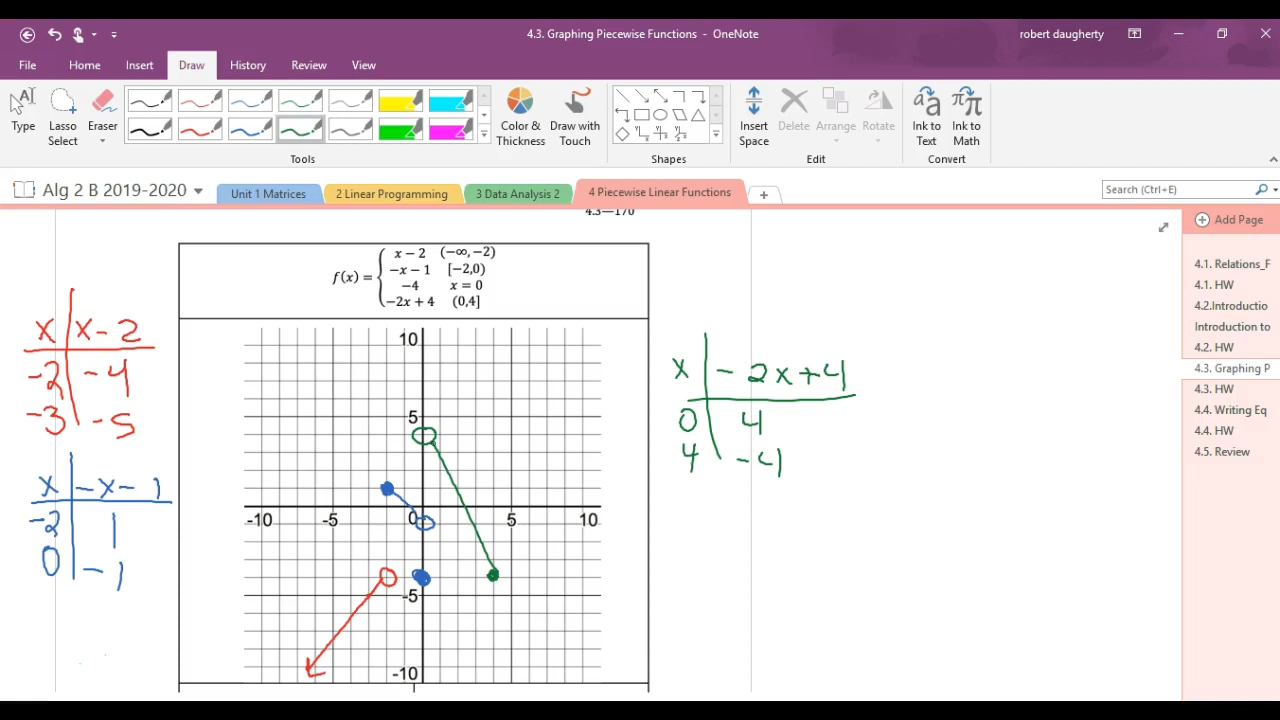 4.3. Graphing Piecewise Functions - OneNote
robert daugherty
File Home Insert Draw History Review View
Type
Lasso Select
Eraser
Color & Thickness
Draw with Touch
Insert Space
Delete
Arrange
Rotate
Ink to Text
Ink to Math
Tools
Shapes
Edit
Convert
Alg 2 B 2019-2020
Unit 1 Matrices
2 Linear Programming
3 Data Analysis 2
4 Piecewise Linear Functions
Search (Ctrl+E)
4.3—170
Add Page
4.1. Relations_F
4.1. HW
4.2.Introductio
Introduction to
4.2. HW
4.3. Graphing P
4.3. HW
4.4. Writing Eq
4.4. HW
4.5. Review
f(x) =
x − 2 (−∞, −2)
−x − 1 [−2,0)
−4 x = 0
−2x + 4 (0,4]
x x - 2
-2 -4
-3 -5
x -x - 1
-2 1
0 -1
10
5
-10 -5 0 5 10
-5
-10
x -2x+4
0 4
4 -4